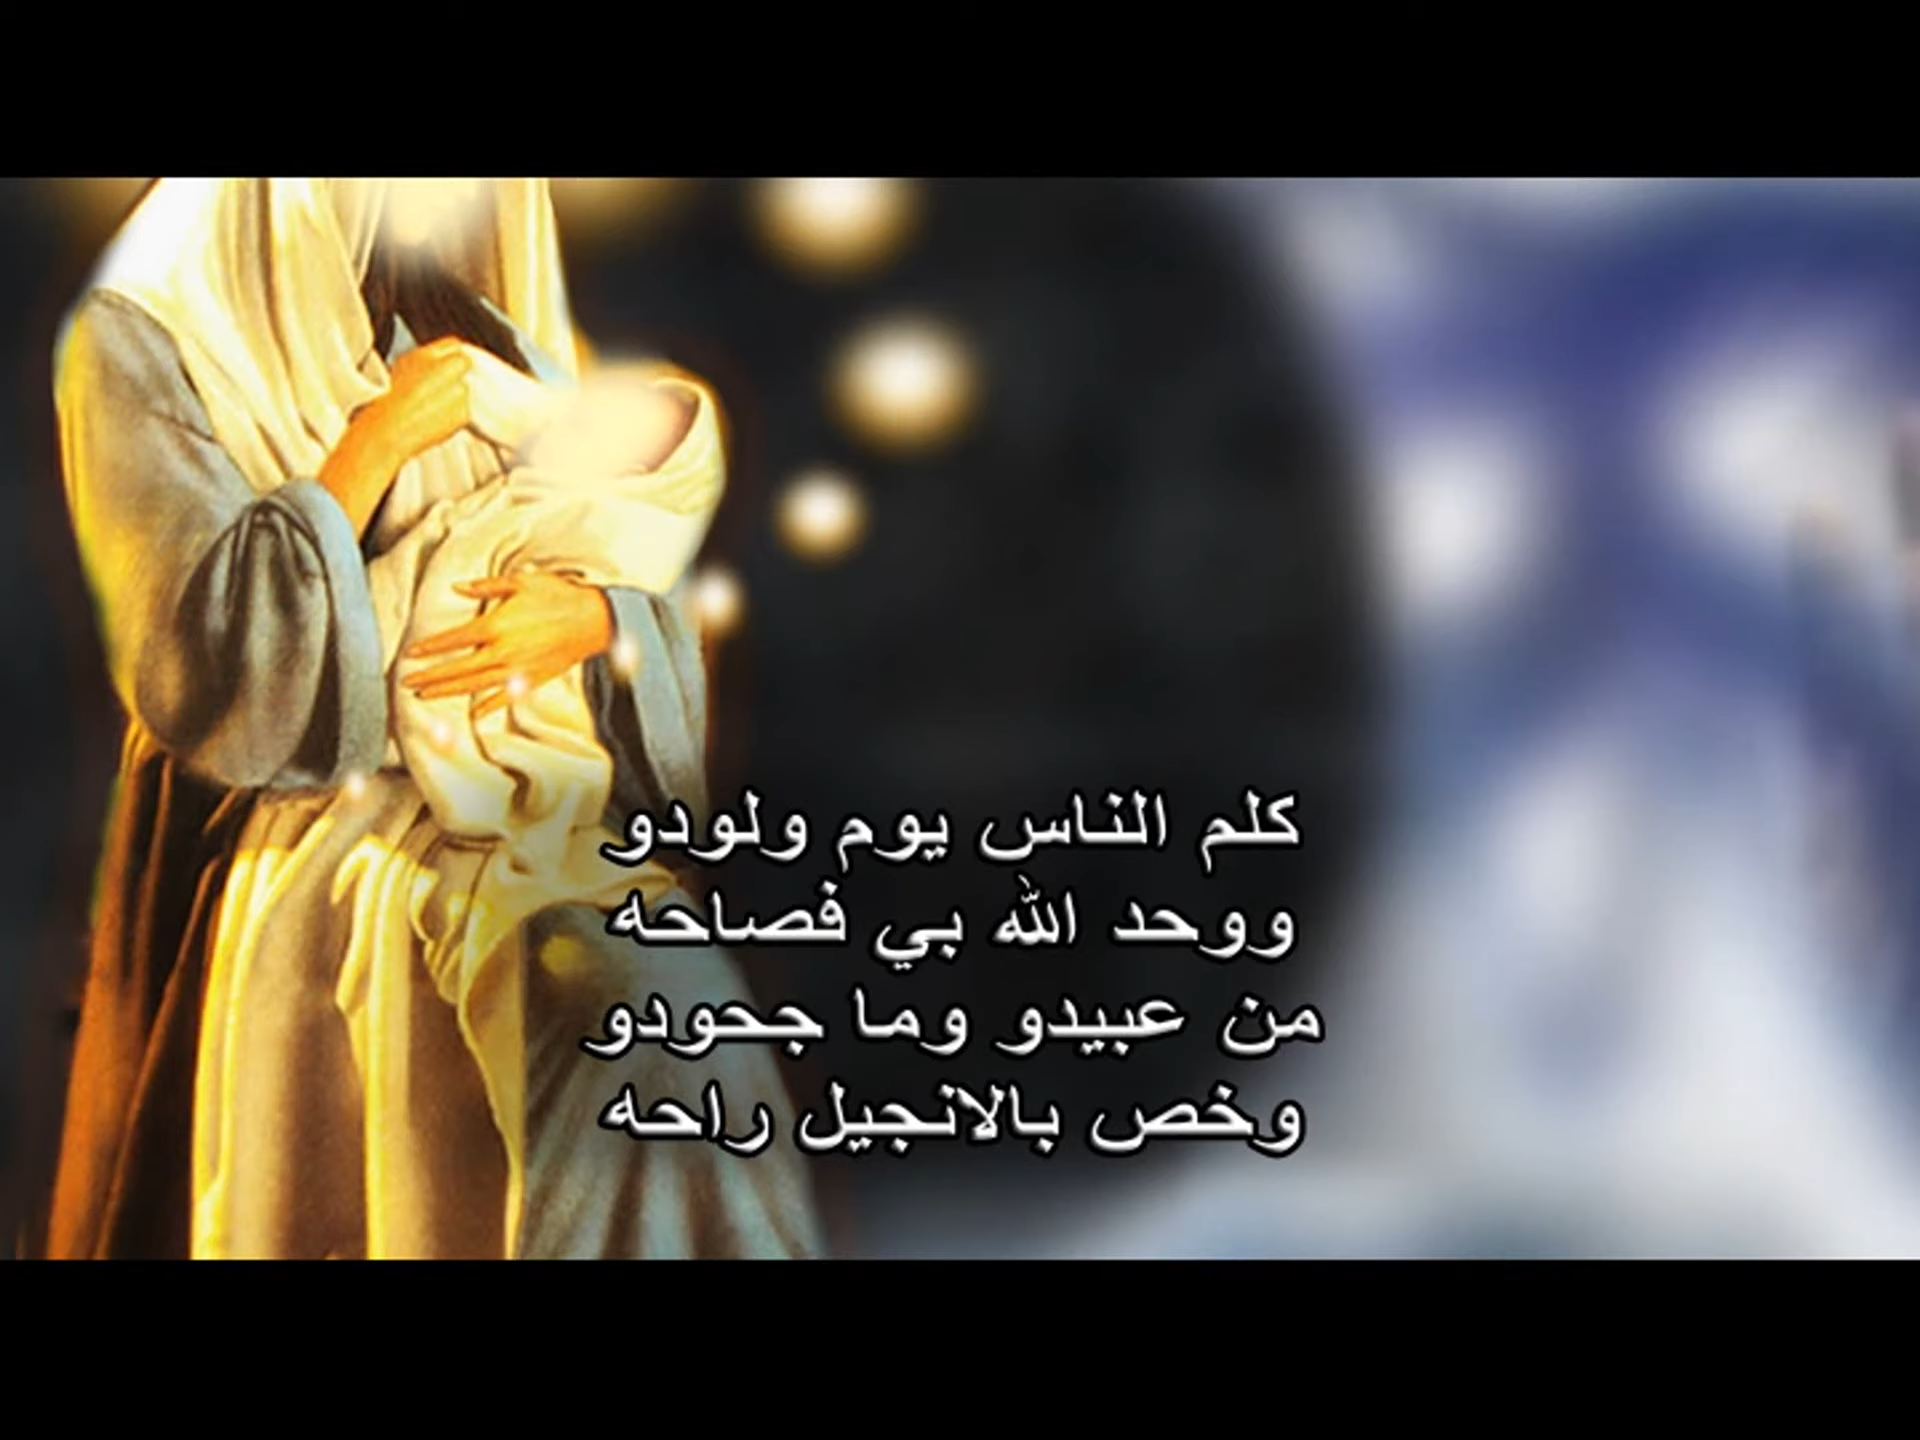 كلم الناس يوم ولودو
ووحد الله بي فصاحه
من عبيدو وما جحودو
وخص بالانجيل راحه